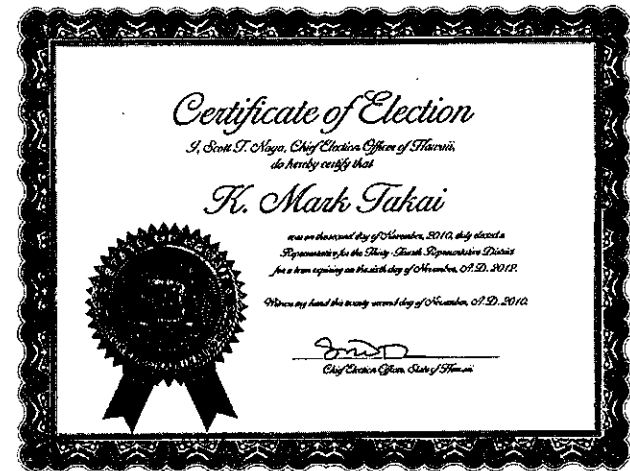 Certificate of Election
I, Scott T. Nago, Chief Election Officer of Hawaii,
do hereby certify that
K. Mark Takai
was on the second day of November, 2010, duly elected a
Representative for the Thirty-Fourth Representative District
for a term expiring on the sixth day of November, A.D. 2012.
Witness my hand this twenty second day of November, A.D. 2010.
Chief Election Officer, State of Hawaii